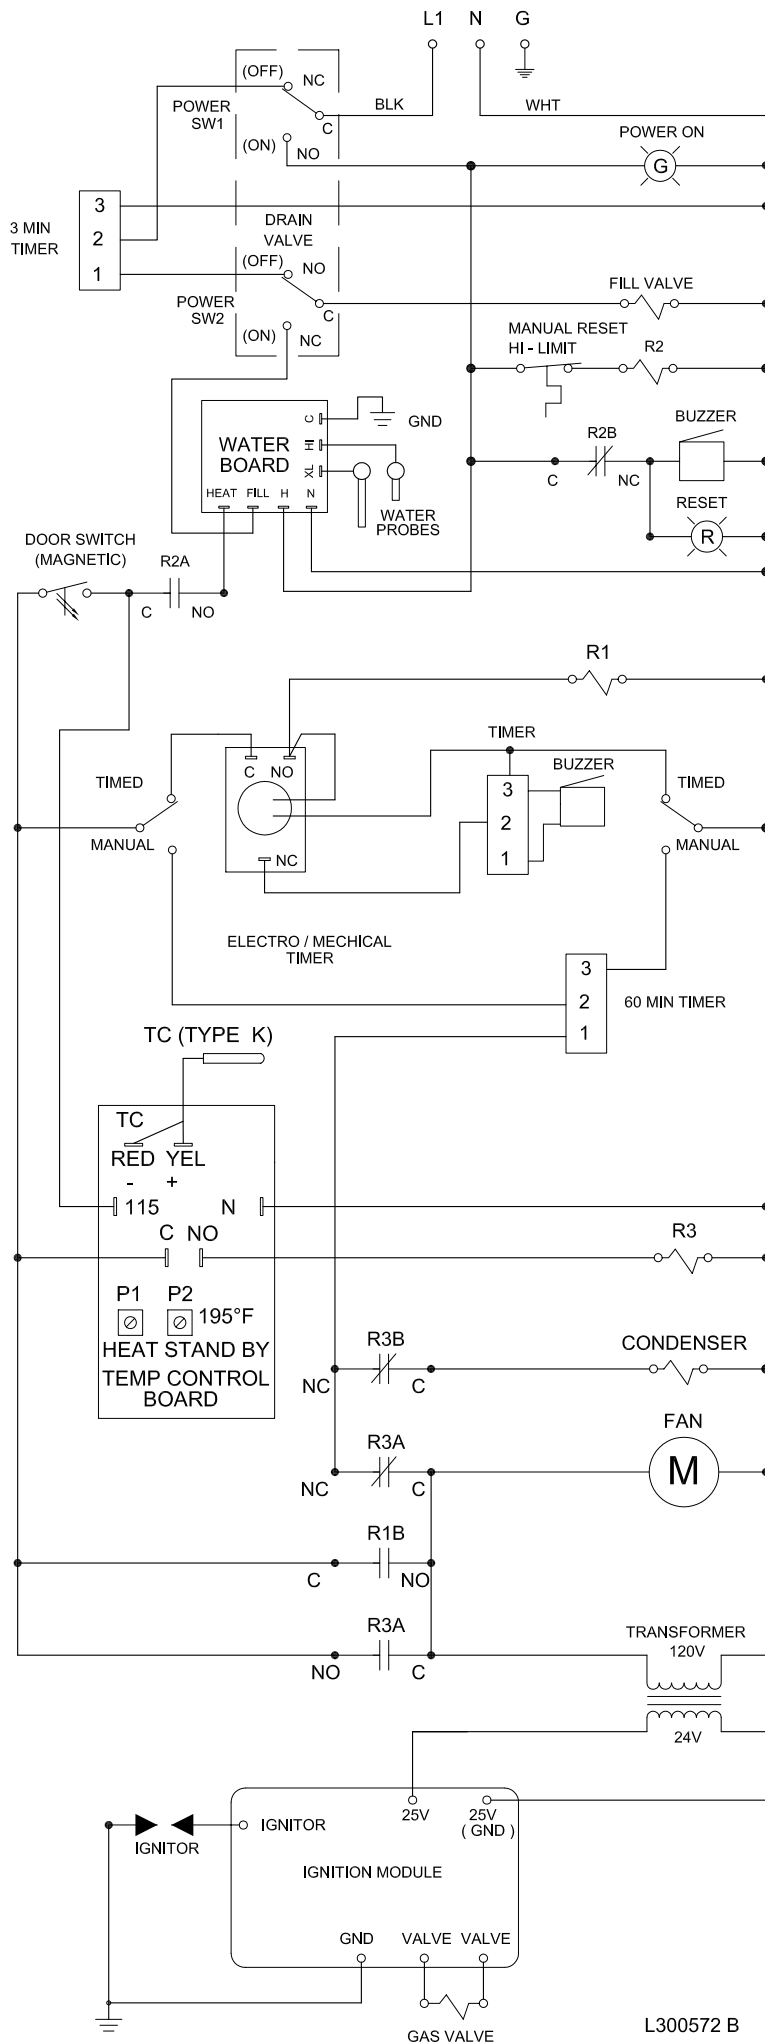 L1 N G
(OFF) NC
POWER
SW1
C
BLK
WHT
(ON) NO
POWER ON
G
3 MIN
TIMER
3
2
1
DRAIN
VALVE
(OFF) NO
POWER
SW2
C
(ON) NC
FILL VALVE
MANUAL RESET
HI - LIMIT
R2
WATER
BOARD
C
HI
XL
HEAT FILL H N
GND
WATER
PROBES
R2B
C NC
BUZZER
RESET
R
DOOR SWITCH
(MAGNETIC)
R2A
C NO
R1
TIMED
MANUAL
C NO
NC
TIMER
3
2
1
BUZZER
TIMED
MANUAL
ELECTRO / MECHICAL
TIMER
3
2
1
60 MIN TIMER
TC (TYPE K)
TC
RED YEL
- +
115 N
C NO
P1 P2
195°F
HEAT STAND BY
TEMP CONTROL
BOARD
R3
R3B
NC C
CONDENSER
R3A
NC C
FAN
M
R1B
C NO
R3A
NO C
TRANSFORMER
120V
24V
25V
25V
( GND )
IGNITOR
IGNITOR
IGNITION MODULE
GND VALVE VALVE
GAS VALVE
L300572 B